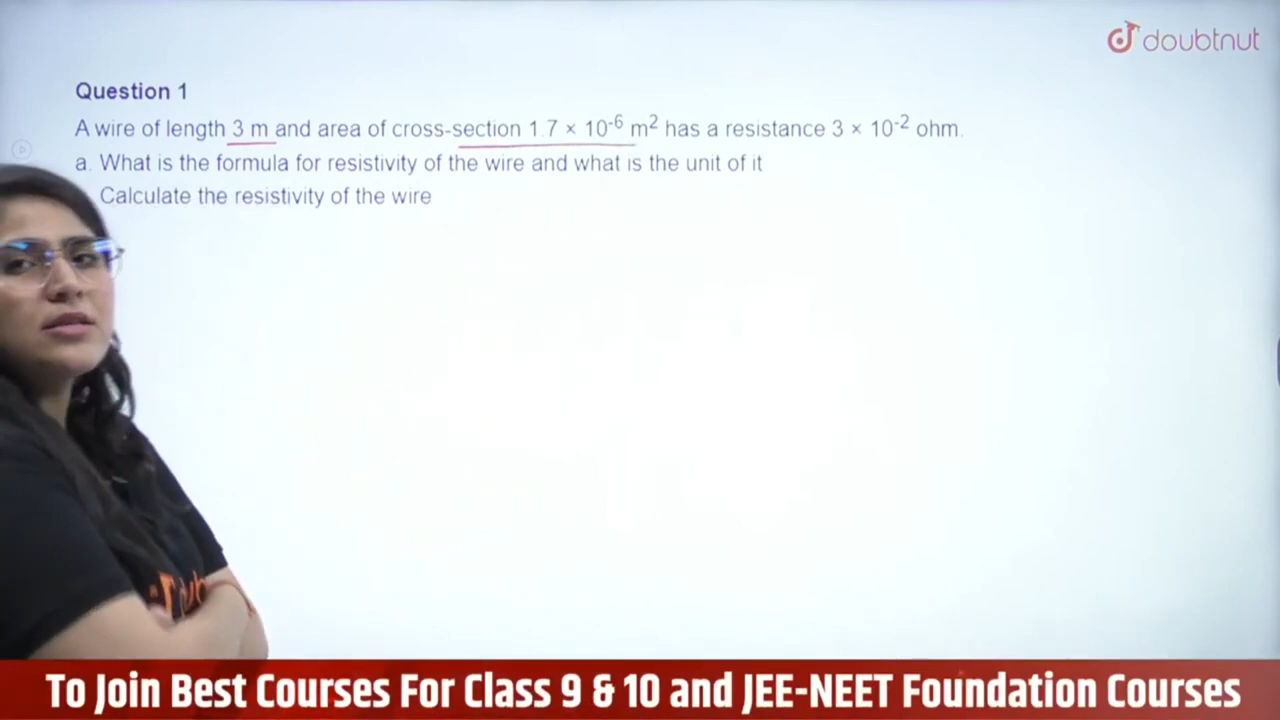 doubtnut
Question 1
A wire of length 3 m and area of cross-section 1.7 × 10⁻⁶ m² has a resistance 3 × 10⁻² ohm.
a. What is the formula for resistivity of the wire and what is the unit of it
Calculate the resistivity of the wire
To Join Best Courses For Class 9 & 10 and JEE-NEET Foundation Courses